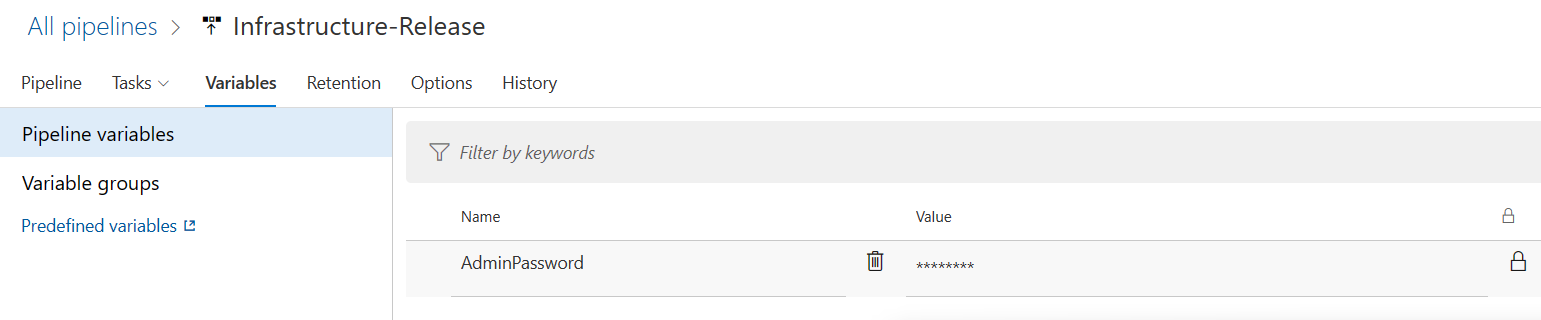 All pipelines > Infrastructure-Release
Pipeline Tasks Variables Retention Options History
Pipeline variables
Variable groups
Predefined variables
Filter by keywords
Name Value
AdminPassword ********